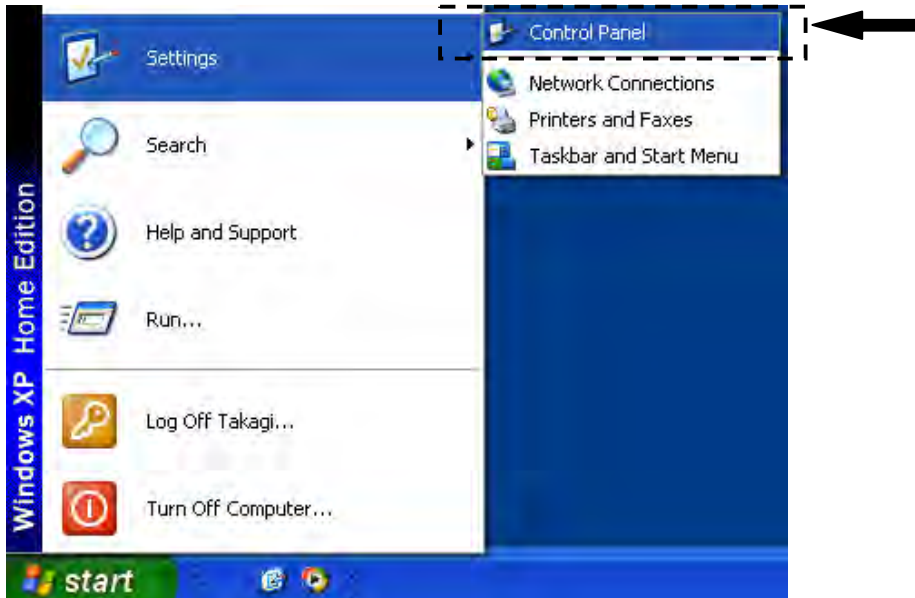 Settings
Control Panel
Network Connections
Printers and Faxes
Taskbar and Start Menu
Search
Help and Support
Run...
Log Off Takagi...
Turn Off Computer...
Windows XP Home Edition
start